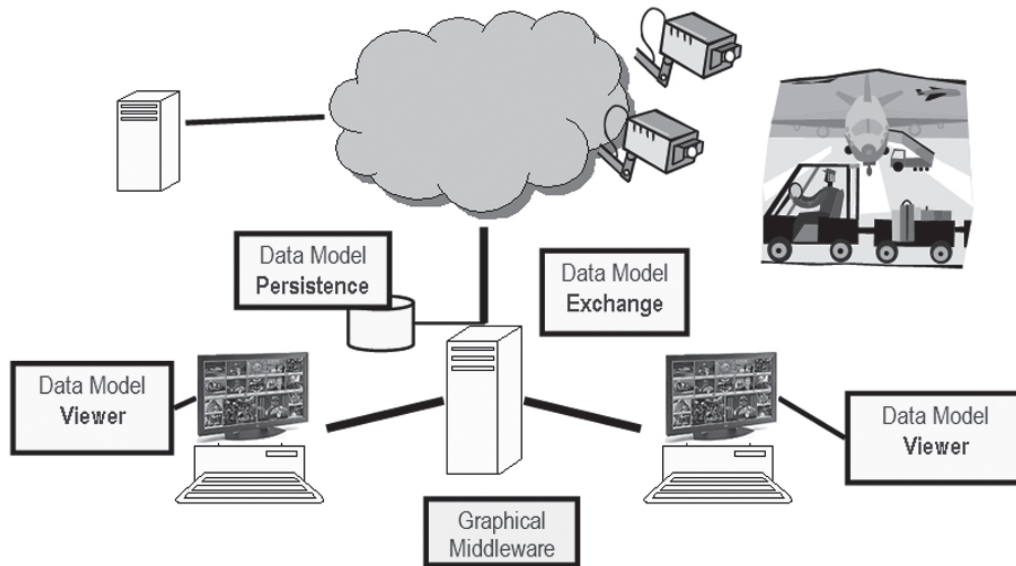 Data Model
Persistence
Data Model
Exchange
Data Model
Viewer
Data Model
Viewer
Graphical
Middleware